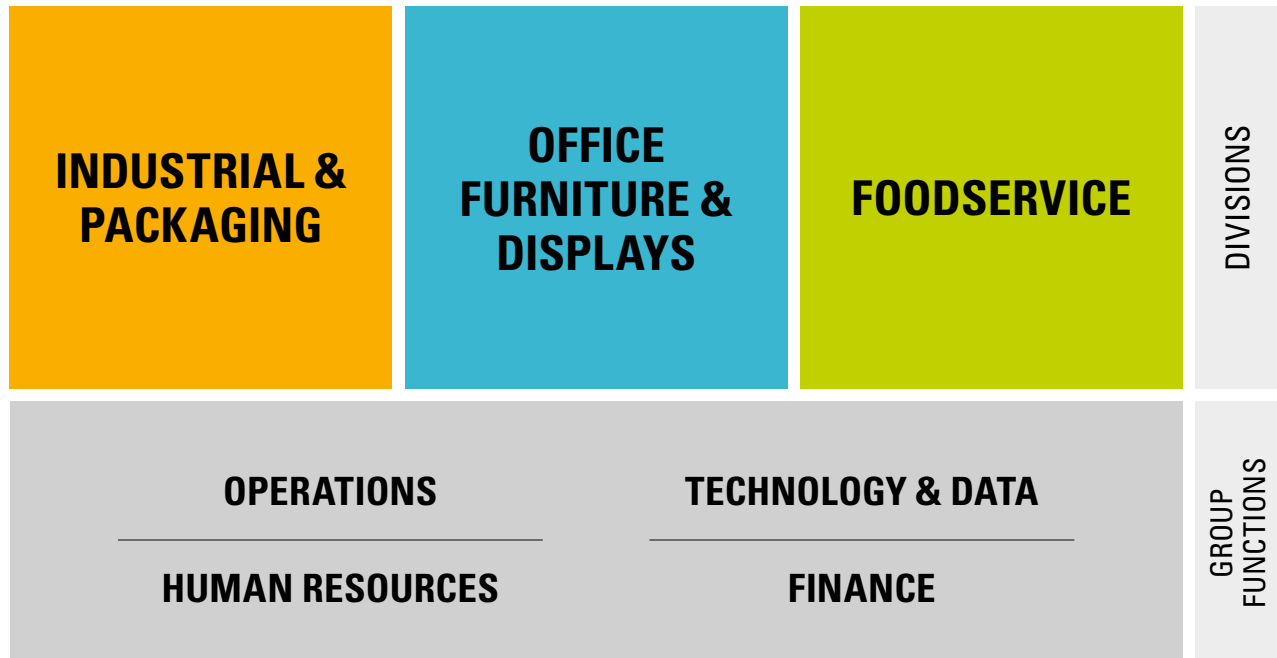 INDUSTRIAL &
PACKAGING
OFFICE
FURNITURE &
DISPLAYS
FOODSERVICE
DIVISIONS
OPERATIONS
TECHNOLOGY & DATA
HUMAN RESOURCES
FINANCE
GROUP
FUNCTIONS